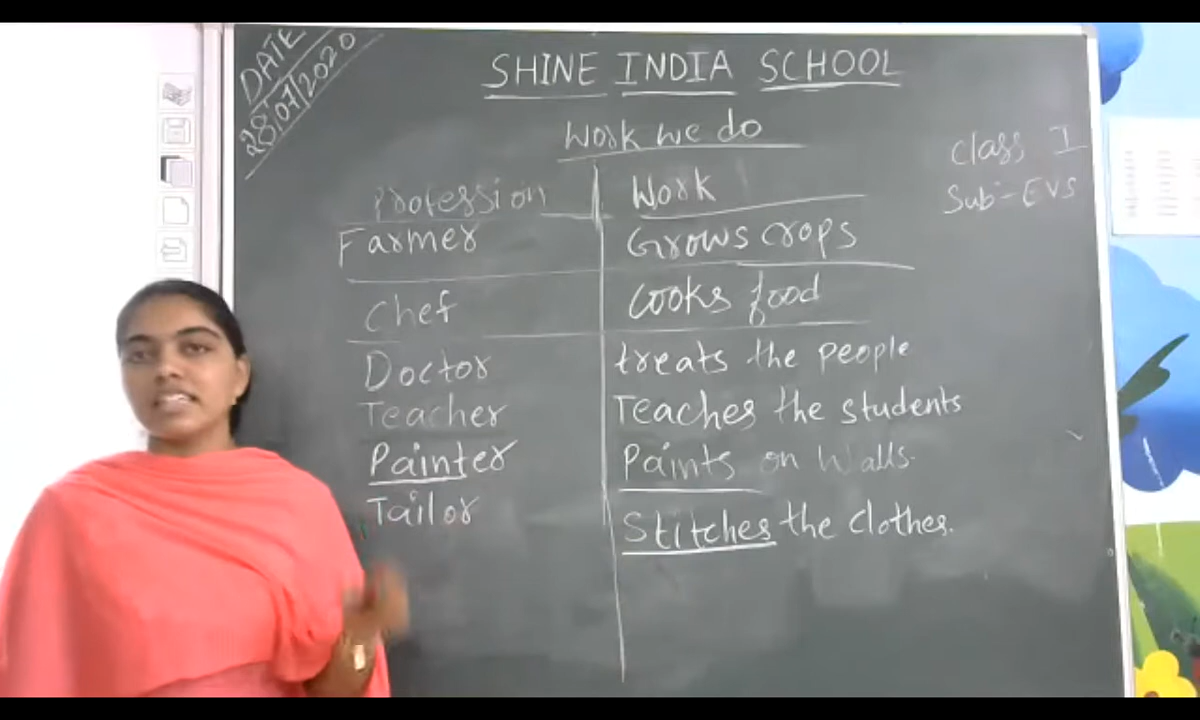 DATE
28/07/2020
SHINE INDIA SCHOOL
Work we do
Class I
Sub:-EVS
Profession Work
Farmer Grows crops
Chef Cooks food
Doctor treats the people
Teacher Teaches the students
Painter Paints on Walls.
Tailor Stitches the clothes.